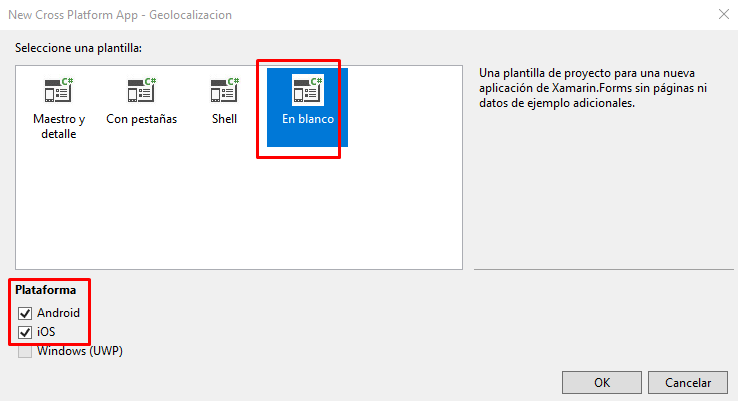 New Cross Platform App - Geolocalizacion
Seleccione una plantilla:
C#
C#
C#
C#
Maestro y
detalle
Con pestañas
Shell
En blanco
Una plantilla de proyecto para una nueva
aplicación de Xamarin.Forms sin páginas ni
datos de ejemplo adicionales.
Plataforma
Android
iOS
Windows (UWP)
OK
Cancelar